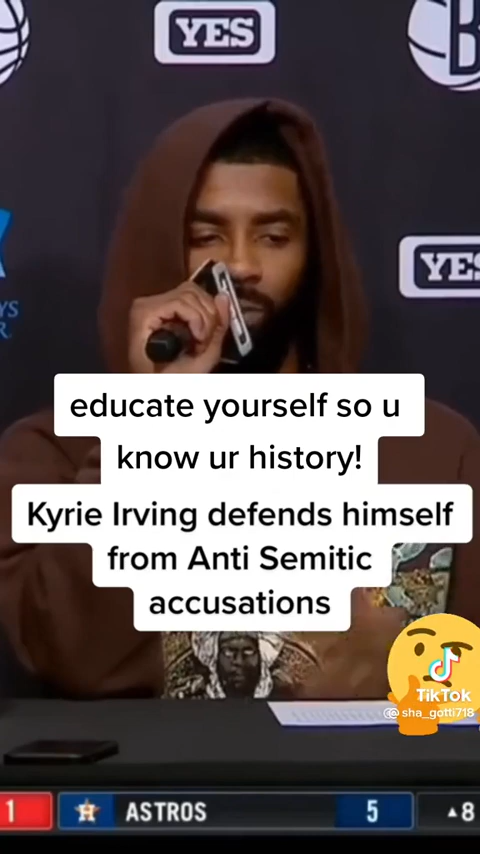 YES
B
YES
YS
R
educate yourself so u
know ur history!
Kyrie Irving defends himself
from Anti Semitic
accusations
TikTok
@sha_gotti718
1 ASTROS 5 ▲8